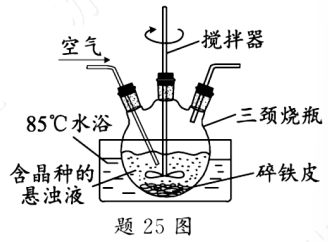 空气
搅拌器
三颈烧瓶
85℃水浴
含晶种的
悬浊液
碎铁皮
题 25 图